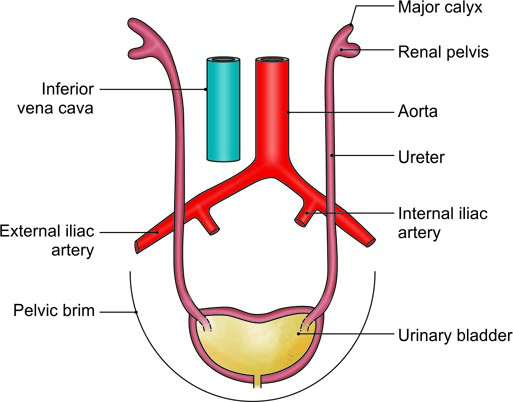 Major calyx
Renal pelvis
Inferior
vena cava
Aorta
Ureter
Internal iliac
artery
External iliac
artery
Pelvic brim
Urinary bladder